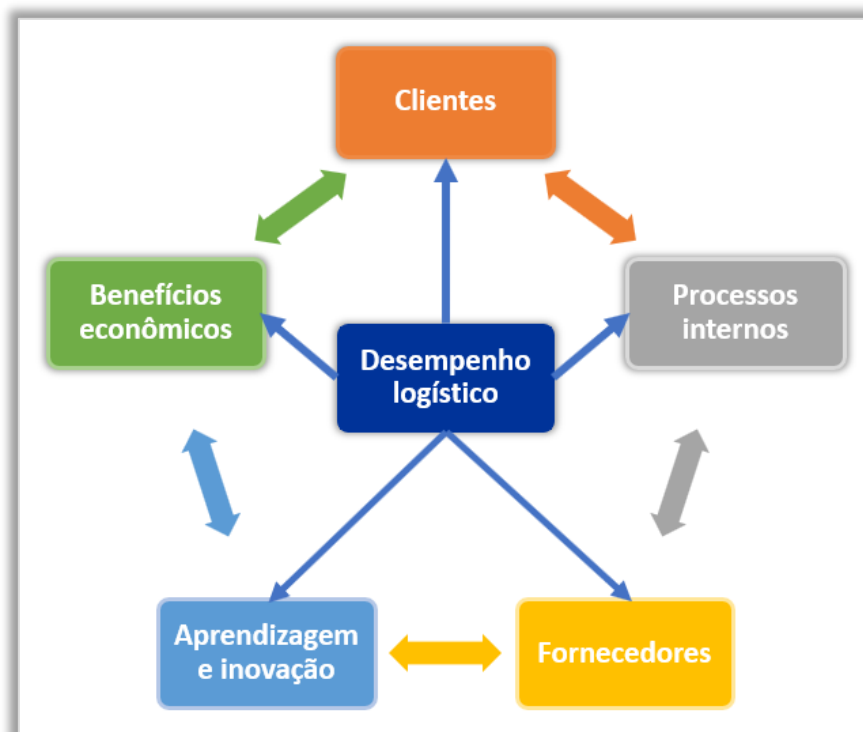 Clientes
Benefícios
econômicos
Processos
internos
Desempenho
logístico
Aprendizagem
e inovação
Fornecedores